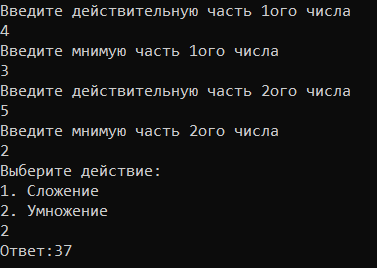 Введите действительную часть 1ого числа
4
Введите мнимую часть 1ого числа
3
Введите действительную часть 2ого числа
5
Введите мнимую часть 2ого числа
2
Выберите действие:
1. Сложение
2. Умножение
2
Ответ:37